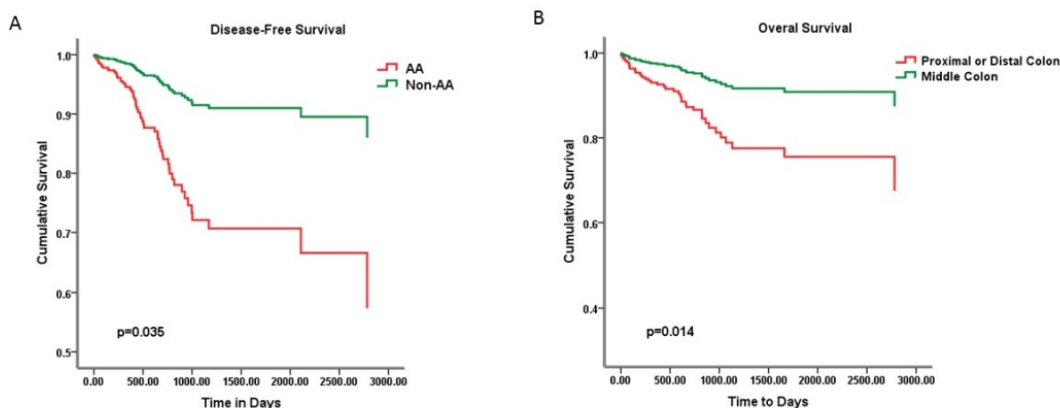 A
Disease-Free Survival
AA
Non-AA
Cumulative Survival
1.0
0.9
0.8
0.7
0.6
0.5
p=0.035
0.00 500.00 1000.00 1500.00 2000.00 2500.00 3000.00
Time in Days
B
Overal Survival
Proximal or Distal Colon
Middle Colon
Cumulative Survival
1.0
0.8
0.6
0.4
p=0.014
0.00 500.00 1000.00 1500.00 2000.00 2500.00 3000.00
Time to Days